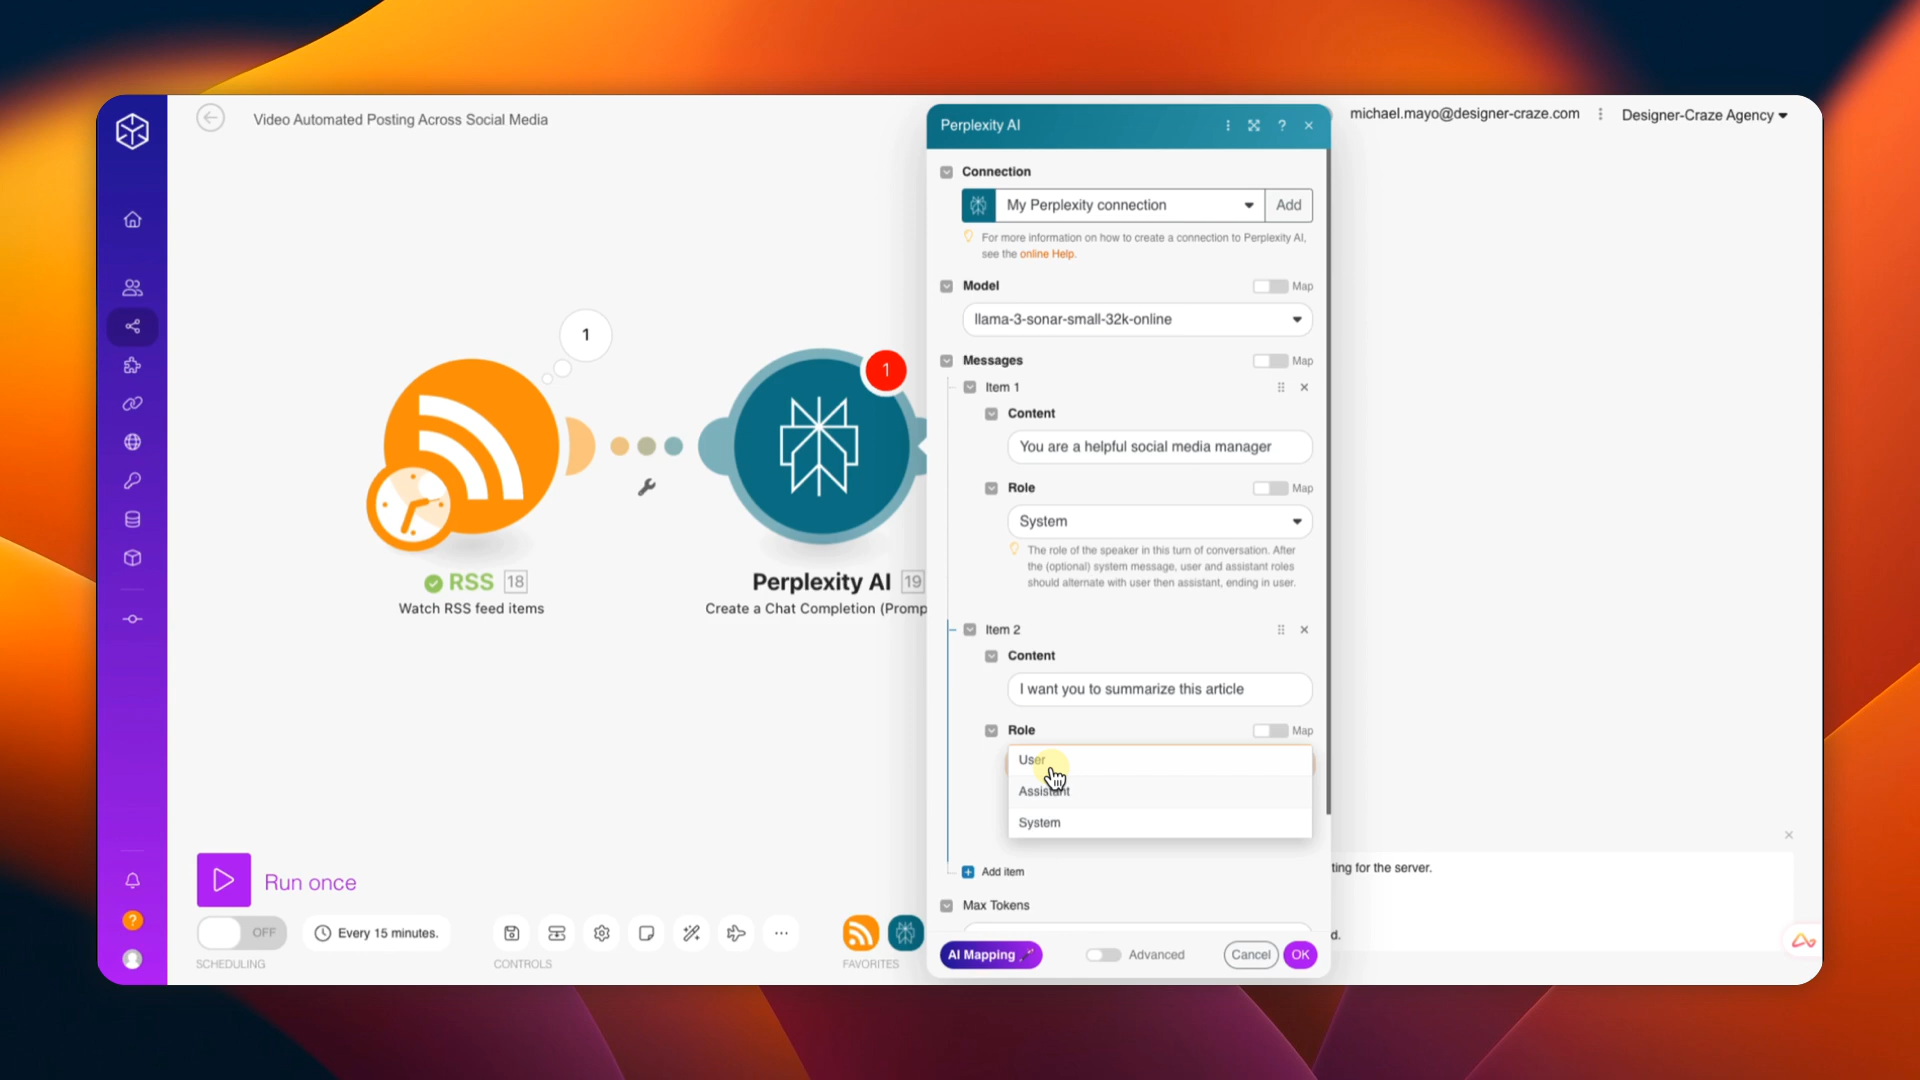 Video Automated Posting Across Social Media
Perplexity AI
?
michael.mayo@designer-craze.com
Designer-Craze Agency
Connection
My Perplexity connection
Add
For more information on how to create a connection to Perplexity AI,
see the online Help.
Model
Map
llama-3-sonar-small-32k-online
Messages
Map
Item 1
Content
You are a helpful social media manager
Role
Map
System
The role of the speaker in this turn of conversation. After
the (optional) system message, user and assistant roles
should alternate with user then assistant, ending in user.
Item 2
Content
I want you to summarize this article
Role
Map
User
Assistant
System
Add item
Max Tokens
AI Mapping
Advanced
Cancel
OK
1
1
RSS 18
Watch RSS feed items
Perplexity AI 19
Create a Chat Completion (Promp
ting for the server.
d.
Run once
OFF
Every 15 minutes.
SCHEDULING
CONTROLS
FAVORITES
?